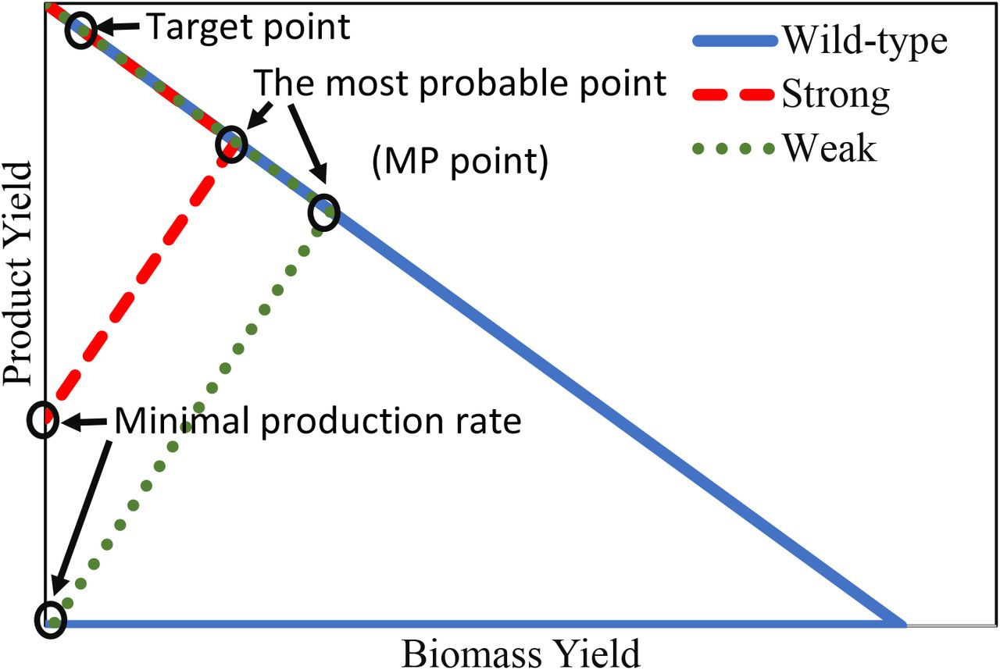 Target point
Wild-type
The most probable point
Strong
Weak
(MP point)
Product Yield
Minimal production rate
Biomass Yield